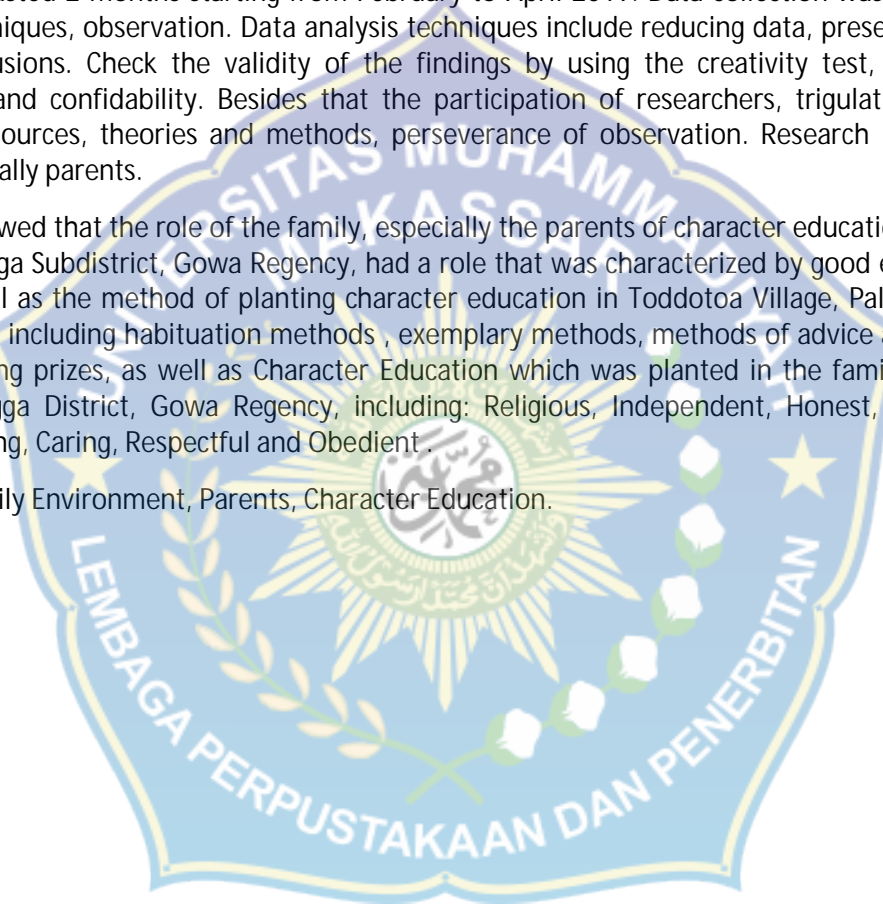 2 months starting from February to April Data collection was
niques, observation. Data analysis techniques include reducing data, prese
usions. Check the validity of the findings by using the creativity test,
and confidability. Besides that the participation of researchers, trigulat
ources, theories and methods, perseverance of observation. Research
ally parents.
wed that the role of the family, especially the parents of character educatio
ga Subdistrict, Gowa Regency, had a role that was characterized by good e
l as the method of planting character education in Toddotoa Village, Pal
including habituation methods , exemplary methods, methods of advice a
ng prizes, as well as Character Education which was planted in the fami
gga District, Gowa Regency, including: Religious, Independent, Honest,
ng, Caring, Respectful and Obedient .
ily Environment, Parents, Character Education.
UNIVERSITAS MUHAMMADIYAH
MAKASSAR
LEMBAGA PERPUSTAKAAN DAN PENERBITAN